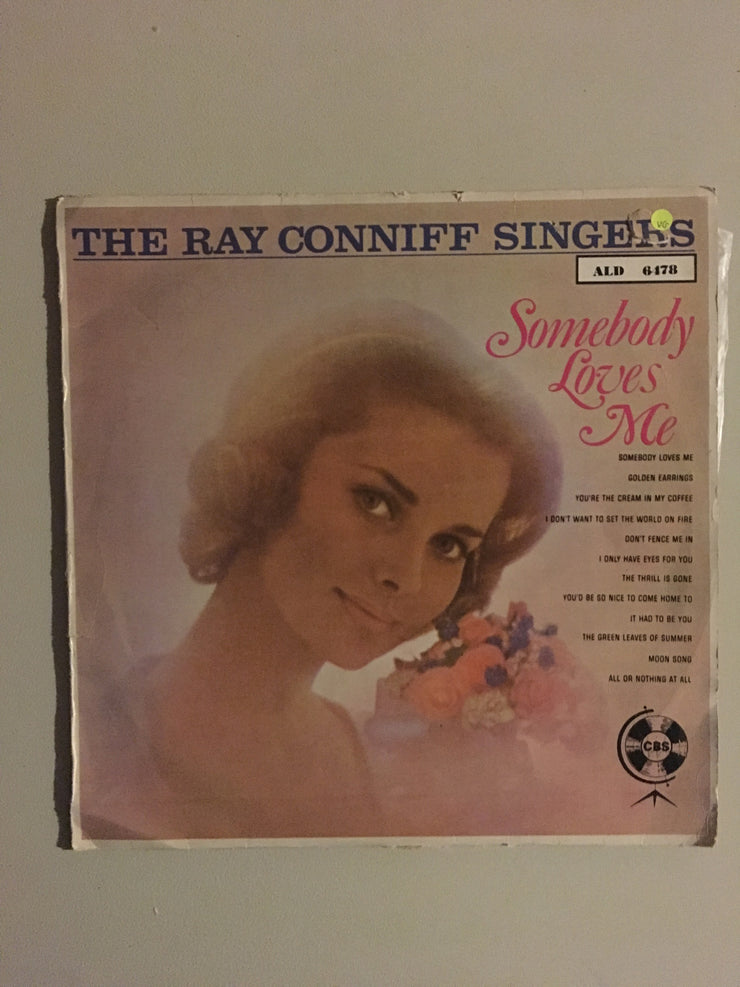 THE RAY CONNIFF SINGERS
VG-
ALD 6478
Somebody
Loves
Me
SOMEBODY LOVES ME
GOLDEN EARRINGS
YOU'RE THE CREAM IN MY COFFEE
I DON'T WANT TO SET THE WORLD ON FIRE
DON'T FENCE ME IN
I ONLY HAVE EYES FOR YOU
THE THRILL IS GONE
YOU'D BE SO NICE TO COME HOME TO
IT HAD TO BE YOU
THE GREEN LEAVES OF SUMMER
MOON SONG
ALL OR NOTHING AT ALL
CBS